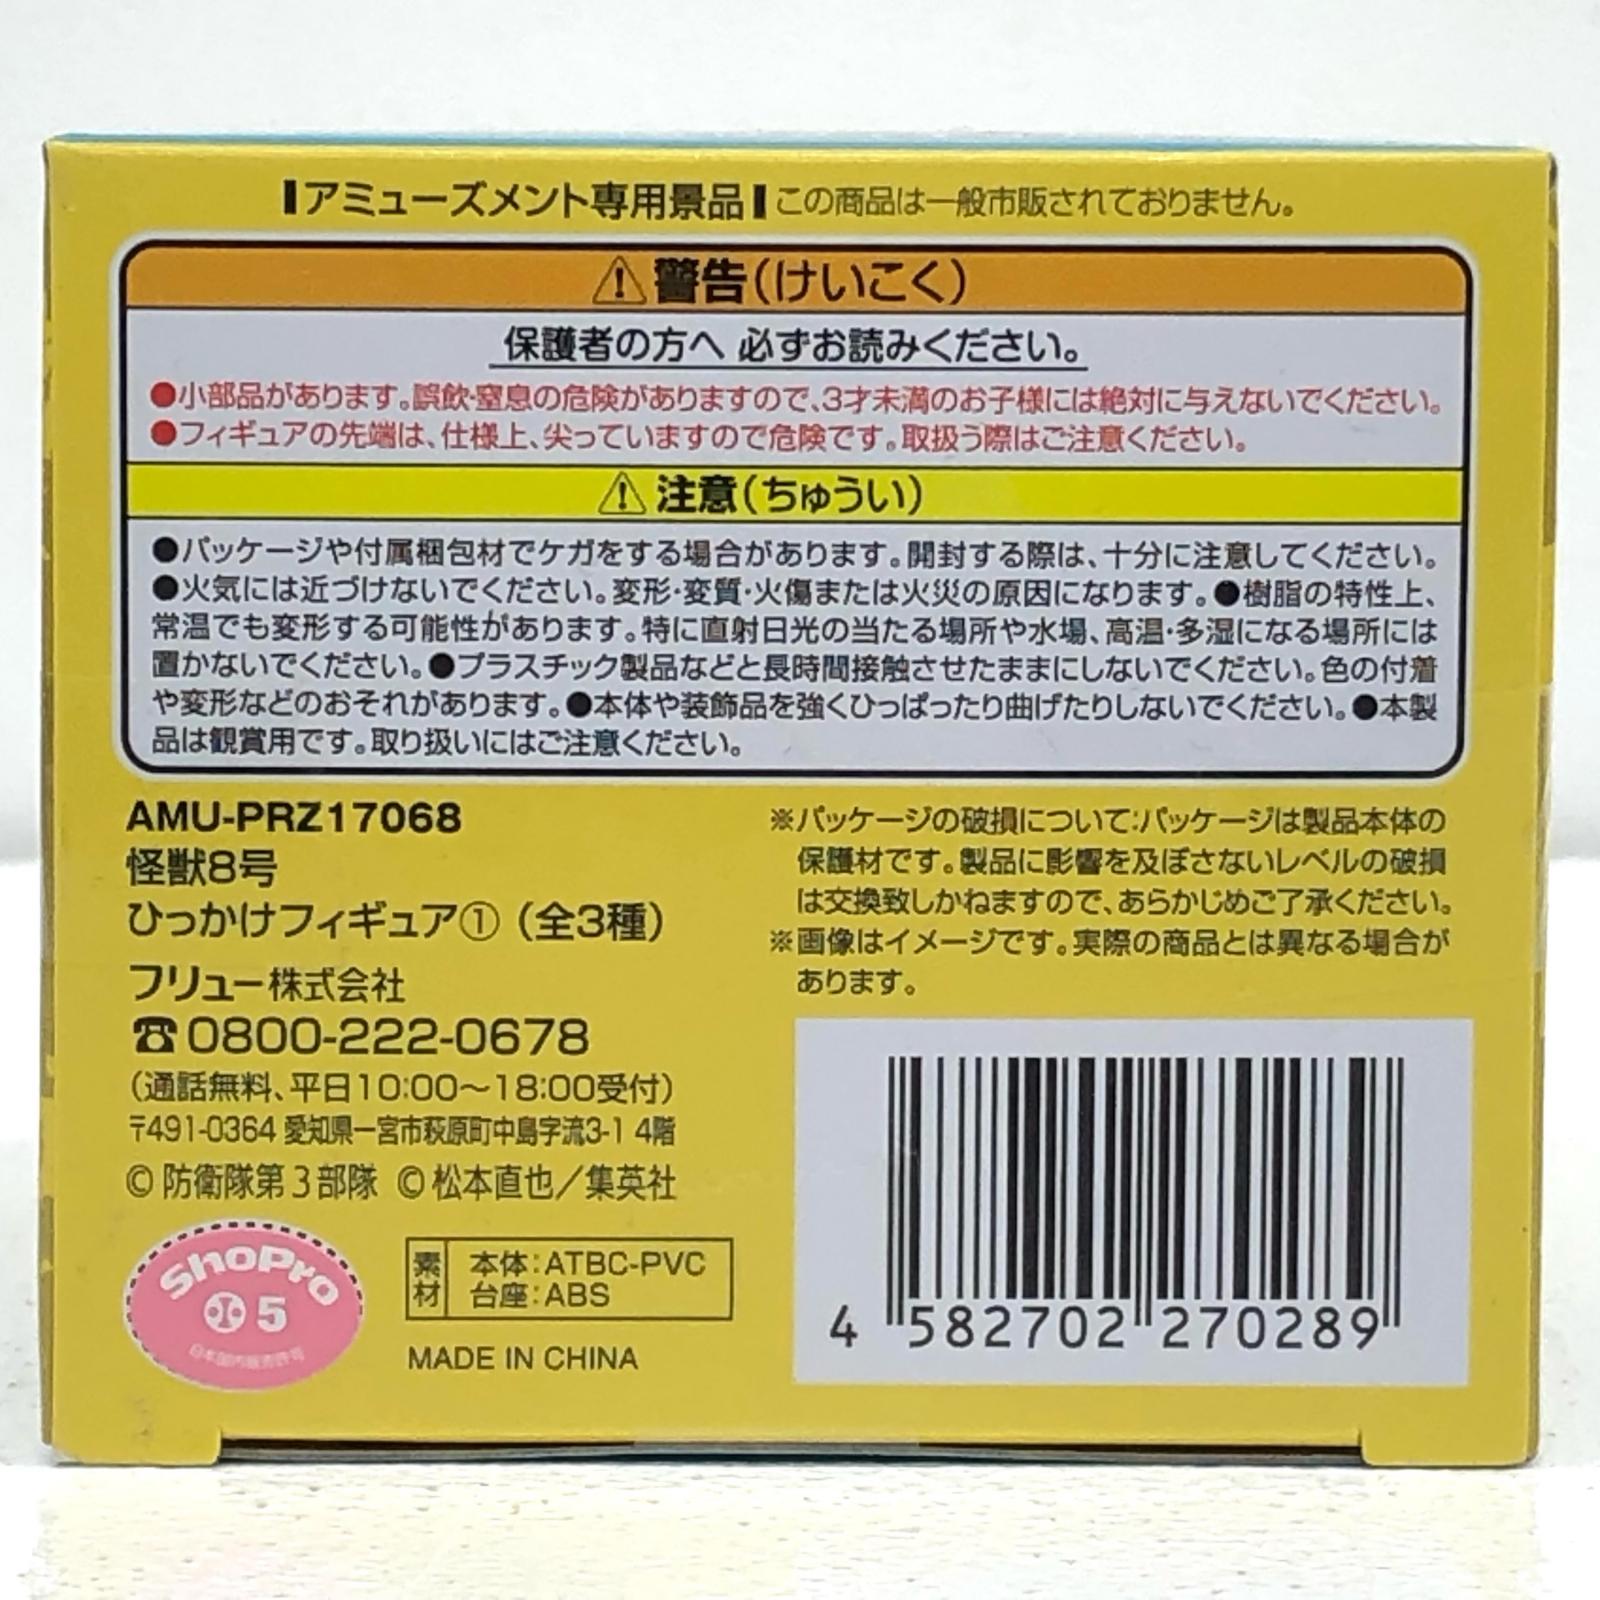 アミューズメント専用景品 この商品は一般市販されておりません。
警告(けいこく)
保護者の方へ 必ずお読みください。
●小部品があります。誤飲・窒息の危険がありますので、3才未満のお子様には絶対に与えないでください。
●フィギュアの先端は、仕様上、尖っていますので危険です。取扱う際はご注意ください。
注意(ちゅうい)
●パッケージや付属梱包材でケガをする場合があります。開封する際は、十分に注意してください。
●火気には近づけないでください。変形・変質・火傷または火災の原因になります。●樹脂の特性上、
常温でも変形する可能性があります。特に直射日光の当たる場所や水場、高温・多湿になる場所には
置かないでください。●プラスチック製品などと長時間接触させたままにしないでください。色の付着
や変形などのおそれがあります。●本体や装飾品を強くひっぱったり曲げたりしないでください。●本製
品は観賞用です。取り扱いにはご注意ください。
AMU-PRZ17068
怪獣8号
ひっかけフィギュア①(全3種)
フリュー株式会社
☎0800-222-0678
(通話無料、平日10:00〜18:00受付)
〒491-0364 愛知県一宮市萩原町中島字流3-1 4階
© 防衛隊第3部隊 © 松本直也／集英社
ShoPro
5
日本国内販売許可
素材
本体:ATBC-PVC
台座:ABS
MADE IN CHINA
※パッケージの破損について:パッケージは製品本体の
保護材です。製品に影響を及ぼさないレベルの破損
は交換致しかねますので、あらかじめご了承ください。
※画像はイメージです。実際の商品とは異なる場合が
あります。
4 582702 270289